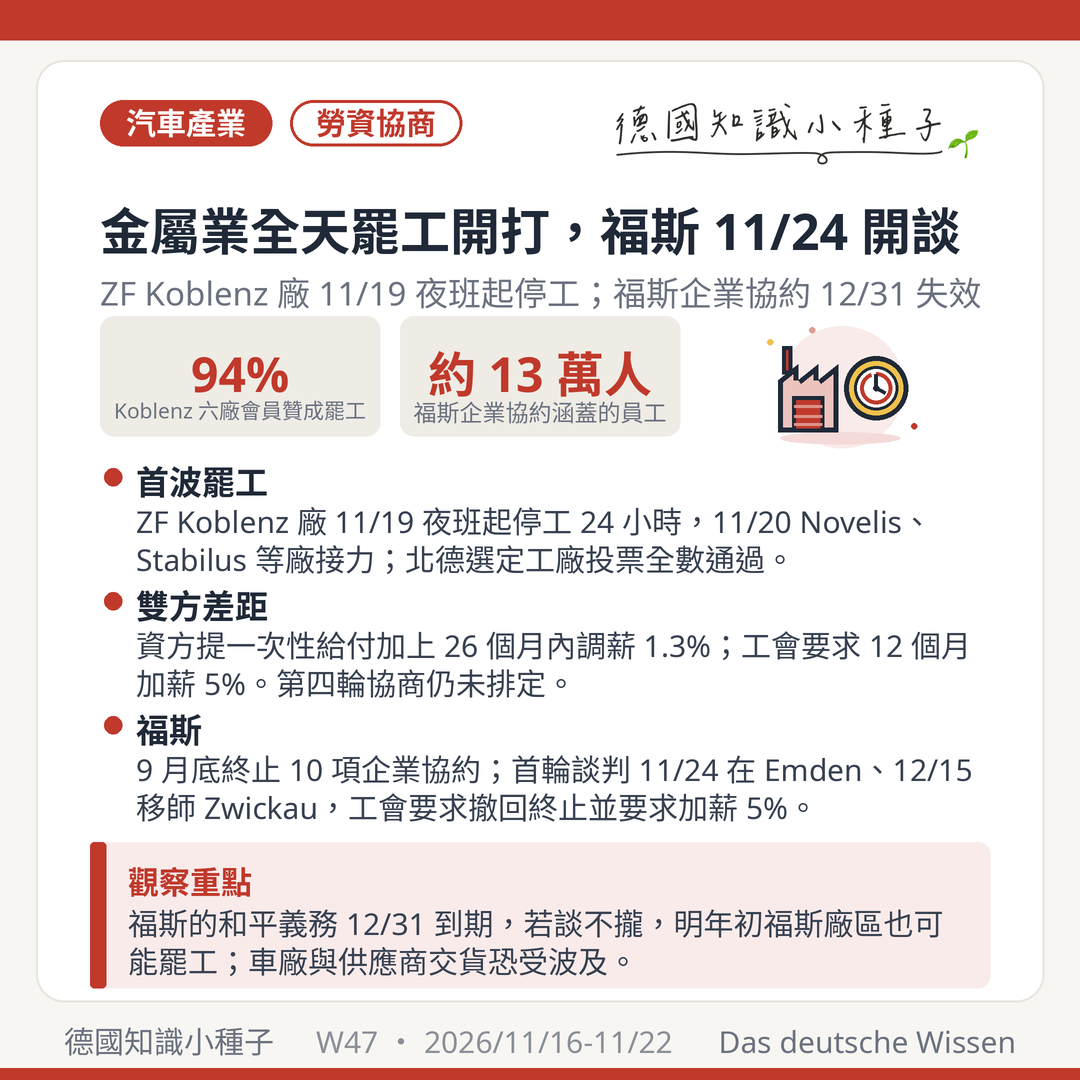 汽車產業
勞資協商
德國知識小種子
金屬業全天罷工開打，福斯 11/24 開談
ZF Koblenz 廠 11/19 夜班起停工；福斯企業協約 12/31 失效
94%
Koblenz 六廠會員贊成罷工
約 13 萬人
福斯企業協約涵蓋的員工
首波罷工
ZF Koblenz 廠 11/19 夜班起停工 24 小時，11/20 Novelis、
Stabilus 等廠接力；北德選定工廠投票全數通過。
雙方差距
資方提一次性給付加上 26 個月內調薪 1.3%；工會要求 12 個月
加薪 5%。第四輪協商仍未排定。
福斯
9 月底終止 10 項企業協約；首輪談判 11/24 在 Emden、12/15
移師 Zwickau，工會要求撤回終止並要求加薪 5%。
觀察重點
福斯的和平義務 12/31 到期，若談不攏，明年初福斯廠區也可
能罷工；車廠與供應商交貨恐受波及。
德國知識小種子
W47 • 2026/11/16-11/22
Das deutsche Wissen